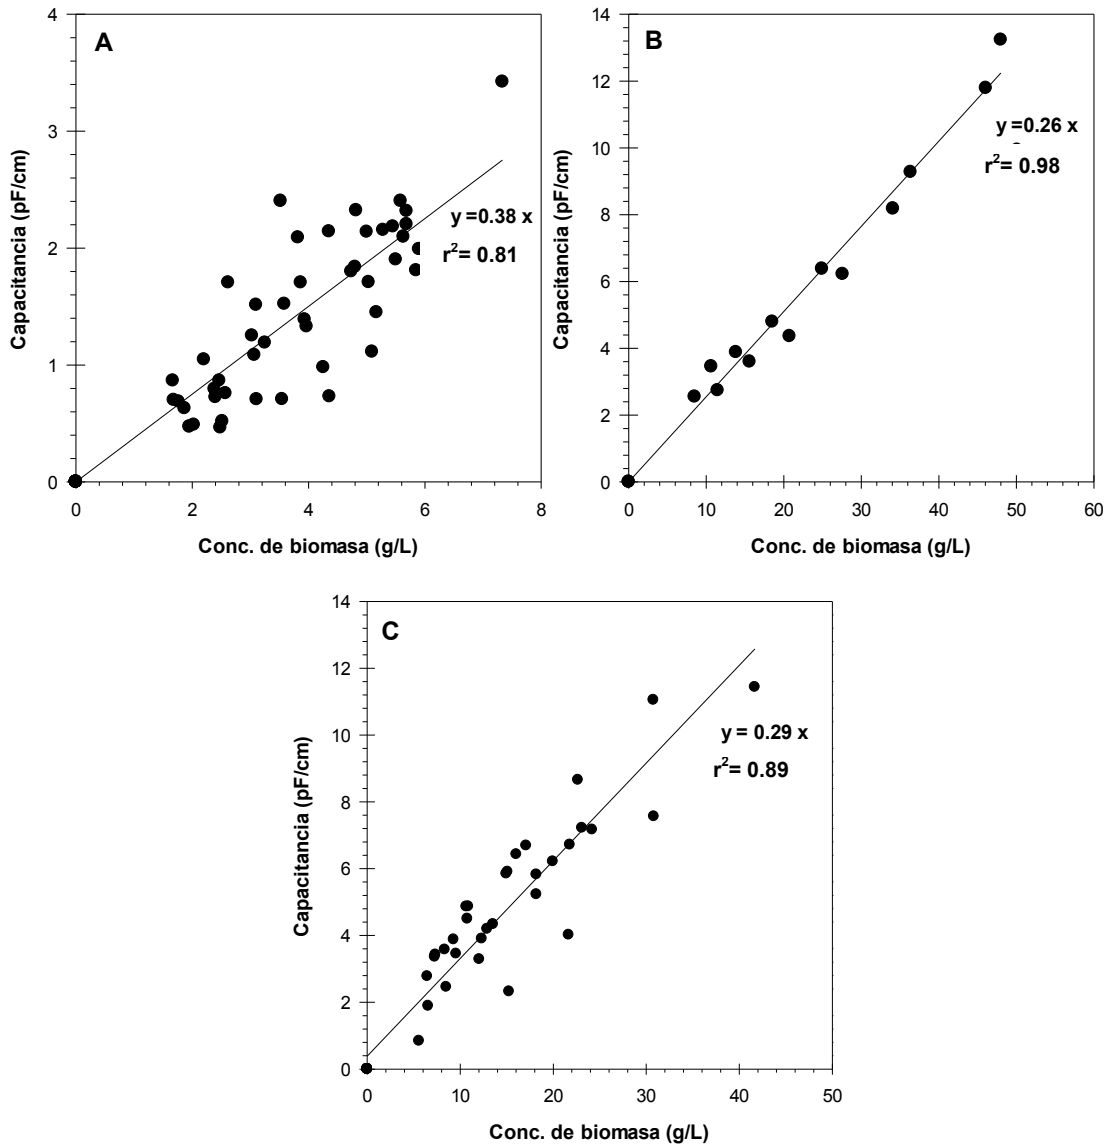 A
4
3
2
1
0
Capacitancia (pF/cm)
y =0.38 x
r²= 0.81
0 2 4 6 8
Conc. de biomasa (g/L)
B
14
12
10
8
6
4
2
0
Capacitancia (pF/cm)
y =0.26 x
r²= 0.98
0 10 20 30 40 50 60
Conc. de biomasa (g/L)
C
14
12
10
8
6
4
2
0
Capacitancia (pF/cm)
y = 0.29 x
r²= 0.89
0 10 20 30 40 50
Conc. de biomasa (g/L)